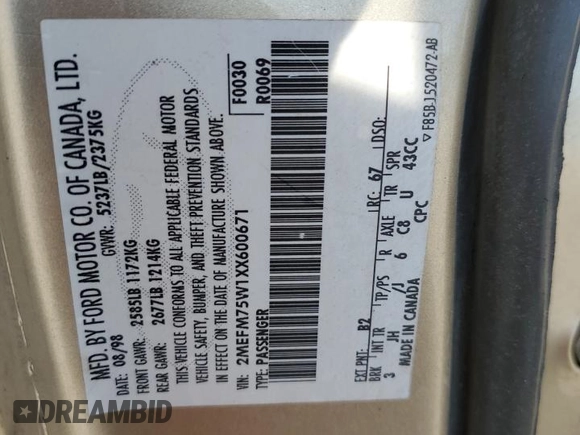 MFD. BY FORD MOTOR CO. OF CANADA, LTD.
DATE: 08/98 GVWR: 5237LB/2375KG
FRONT GAWR: 2585LB 1172KG
REAR GAWR: 2677LB 1214KG
THIS VEHICLE CONFORMS TO ALL APPLICABLE FEDERAL MOTOR
VEHICLE SAFETY, BUMPER, AND THEFT PREVENTION STANDARDS
IN EFFECT ON THE DATE OF MANUFACTURE SHOWN ABOVE.
VIN: 2MEFM75W1XX600671
TYPE: PASSENGER
F0030
R0069
EXT PNT: B2 RC: 67 DSO:
BRK INT TR TP/PS R AXLE TR SPR
3 JH /J 6 C8 U 43CC
MADE IN CANADA CPC
▽F85B-1520472-AB
DREAMBID